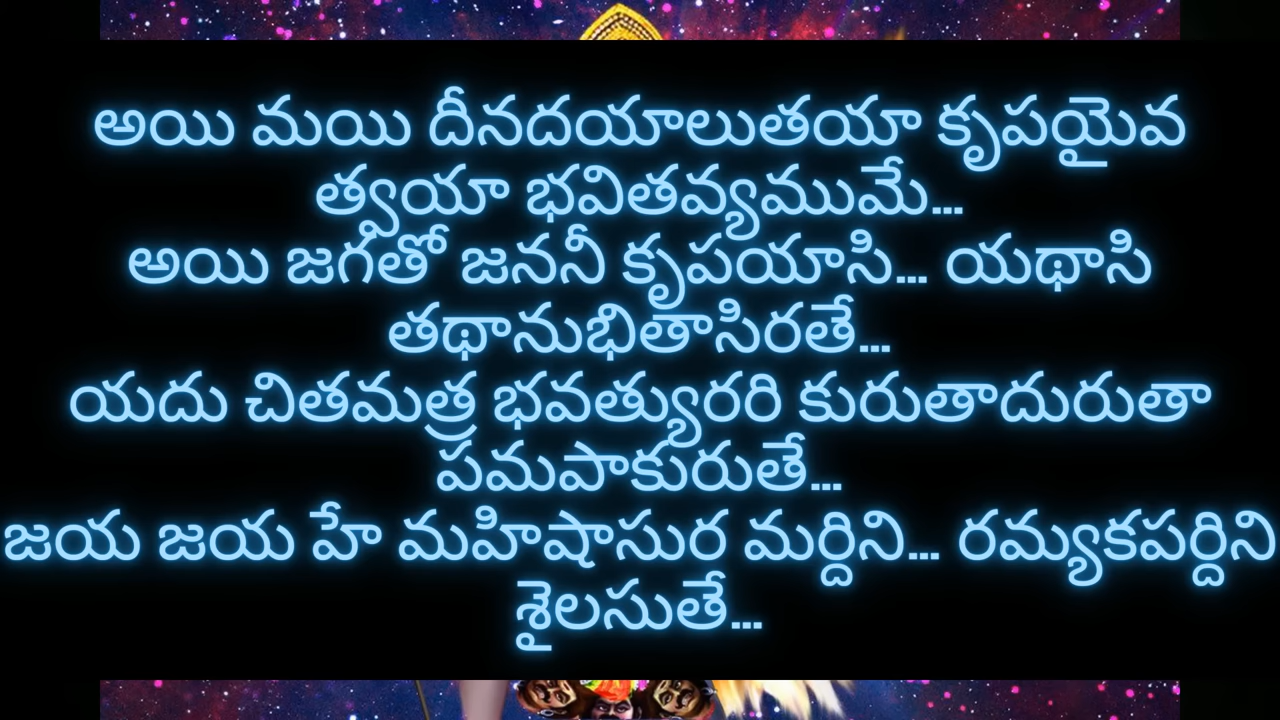 అయి మయి దీనదయాలుతయా కృపయైవ
త్వయా భవితవ్యముమే...
అయి జగతో జననీ కృపయాసి... యథాసి
తథానుభితాసిరతే...
యదు చితమత్ర భవత్యురరి కురుతాదురుతా
పమపాకురుతే...
జయ జయ హే మహిషాసుర మర్దిని... రమ్యకపర్దిని
శైలసుతే...